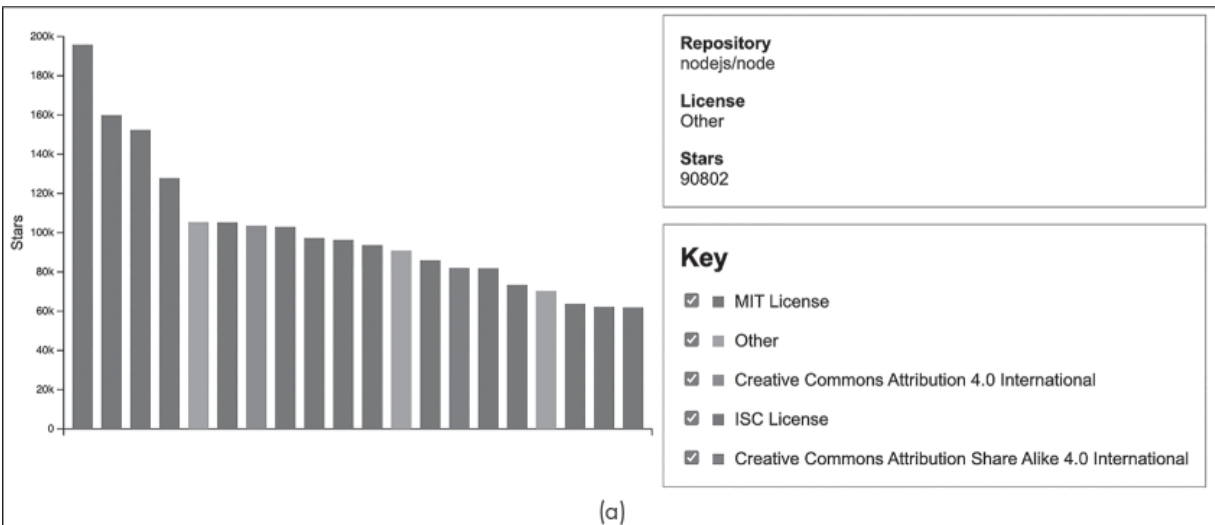 200k
180k
160k
140k
120k
100k
80k
60k
40k
20k
0
Stars
Repository
nodejs/node
License
Other
Stars
90802
Key
MIT License
Other
Creative Commons Attribution 4.0 International
ISC License
Creative Commons Attribution Share Alike 4.0 International
(a)